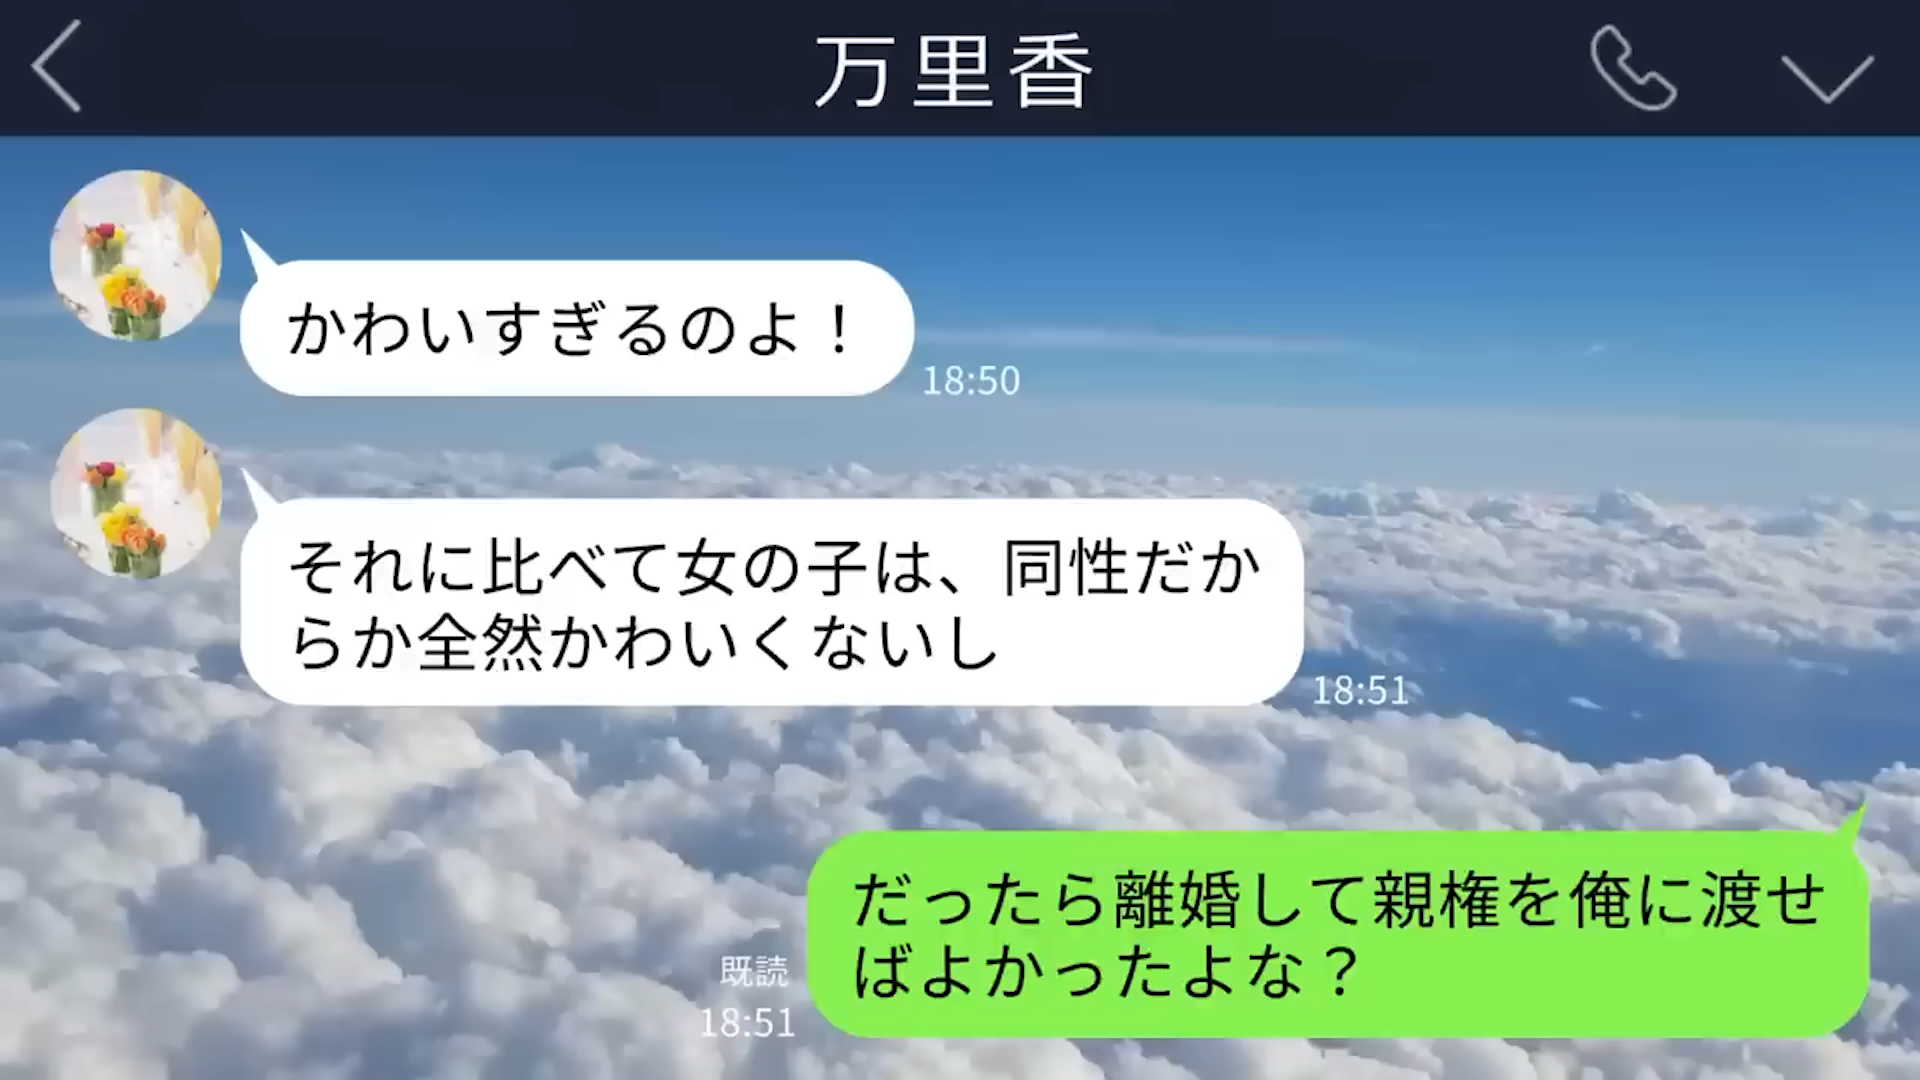 万里香
かわいすぎるのよ！
18:50
それに比べて女の子は、同性だか
らか全然かわいくないし
18:51
だったら離婚して親権を俺に渡せ
ばよかったよな？
既読
18:51